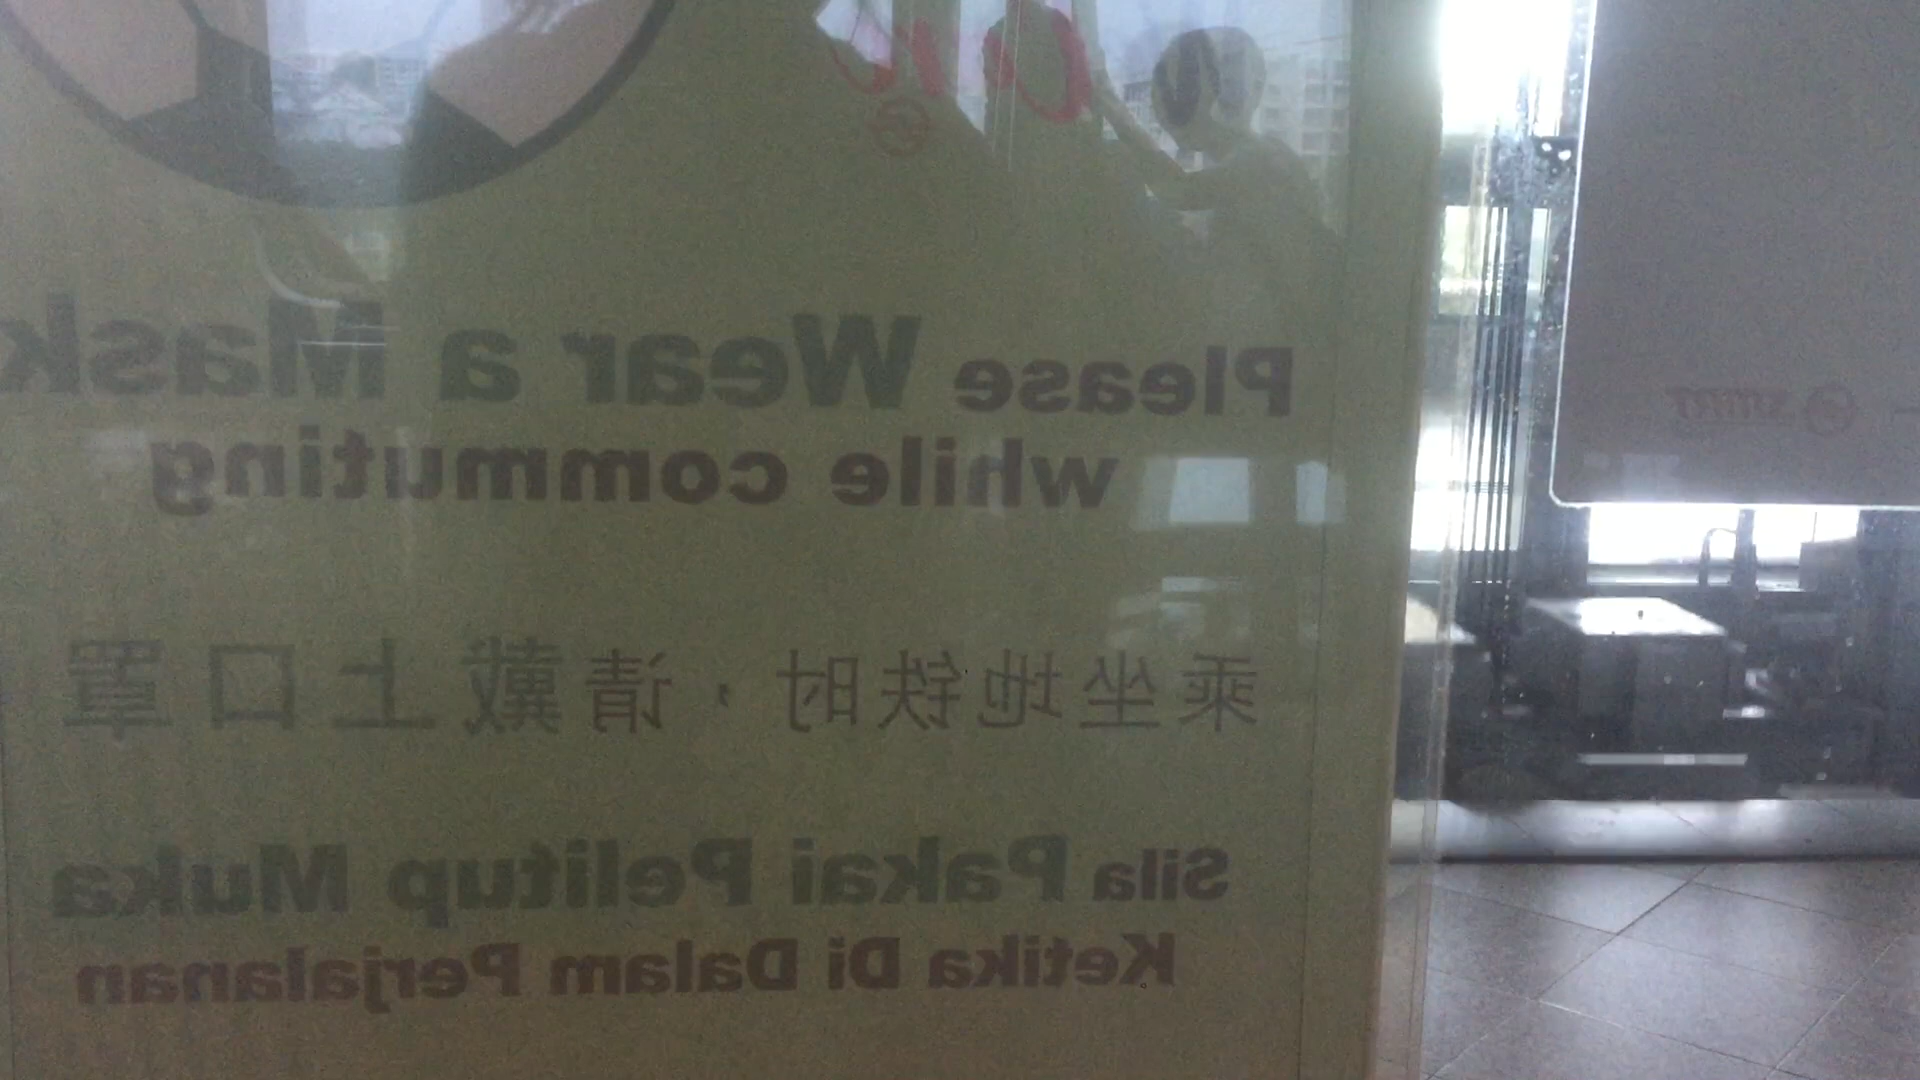 Please Wear a Mask
while commuting
乘坐地铁时，请戴上口罩
Sila Pakai Pelitup Muka
Ketika Di Dalam Perjalanan
SMRT